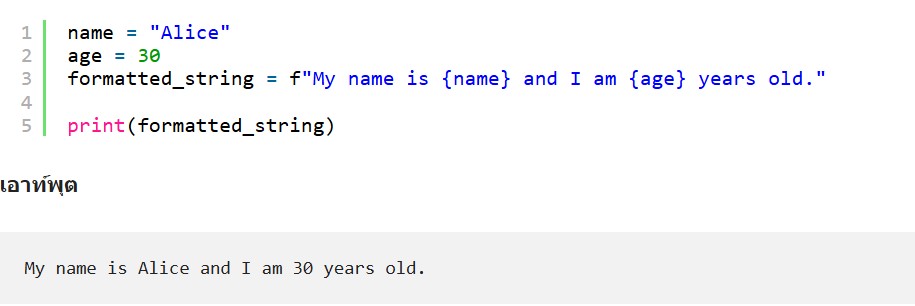 1 name = "Alice"
2 age = 30
3 formatted_string = f"My name is {name} and I am {age} years old."
4
5 print(formatted_string)
เอาท์พุต
My name is Alice and I am 30 years old.